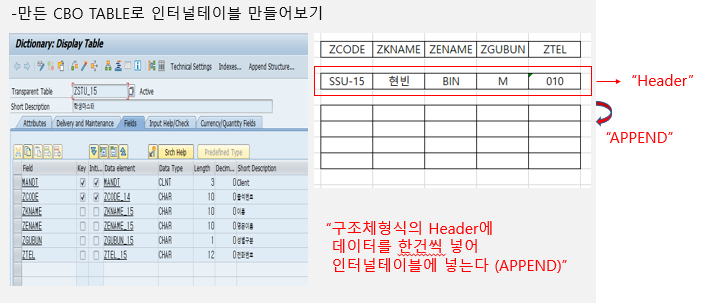 -만든 CBO TABLE로 인터널테이블 만들어보기
Dictionary: Display Table
Technical Settings Indexes... Append Structure...
Transparent Table ZSTU_15 Active
Short Description 학생마스타
Attributes Delivery and Maintenance Fields Input Help/Check Currency/Quantity Fields
Srch Help Predefined Type
Field Key Initi... Data element Data Type Length Decim... Short Description
MANDT MANDT CLNT 3 0 Client
ZCODE ZCODE_14 CHAR 10 0 출석번호
ZKNAME ZKNAME_15 CHAR 10 0 이름
ZENAME ZENAME_15 CHAR 10 0 영문이름
ZGUBUN ZGUBUN_15 CHAR 1 0 성별구분
ZTEL ZTEL_15 CHAR 12 0 전화번호
ZCODE ZKNAME ZENAME ZGUBUN ZTEL
SSU-15 현빈 BIN M 010
“Header”
“APPEND”
“구조체형식의 Header에
데이터를 한건씩 넣어
인터널테이블에 넣는다 (APPEND)”